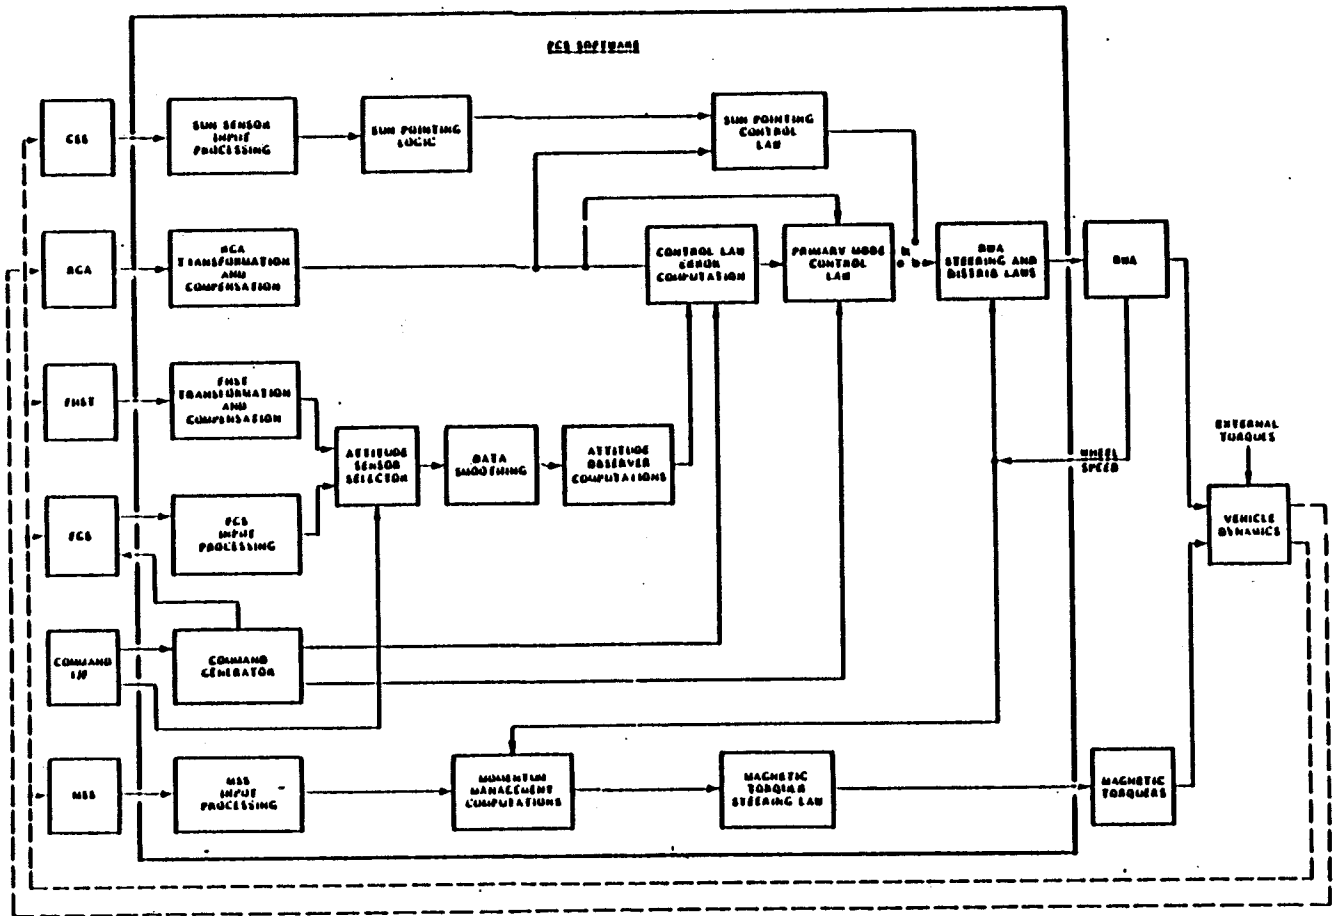 PCS SOFTWARE
CSS
SUN SENSOR
INPUT
PROCESSING
SUN POINTING
LOGIC
SUN POINTING
CONTROL
LAW
RGA
RGA
TRANSFORMATION
AND
COMPENSATION
CONTROL LAW
ERROR
COMPUTATION
PRIMARY MODE
CONTROL
LAW
RWA
STEERING AND
DISTRIB LAWS
RWA
FHST
FHST
TRANSFORMATION
AND
COMPENSATION
ATTITUDE
SENSOR
SELECTOR
DATA
SMOOTHING
ATTITUDE
OBSERVER
COMPUTATIONS
WHEEL
SPEED
EXTERNAL
TORQUES
VEHICLE
DYNAMICS
FGS
FGS
INPUT
PROCESSING
COMMAND
I/F
COMMAND
GENERATOR
MSS
MSS
INPUT
PROCESSING
MOMENTUM
MANAGEMENT
COMPUTATIONS
MAGNETIC
TORQUER
STEERING LAW
MAGNETIC
TORQUERS